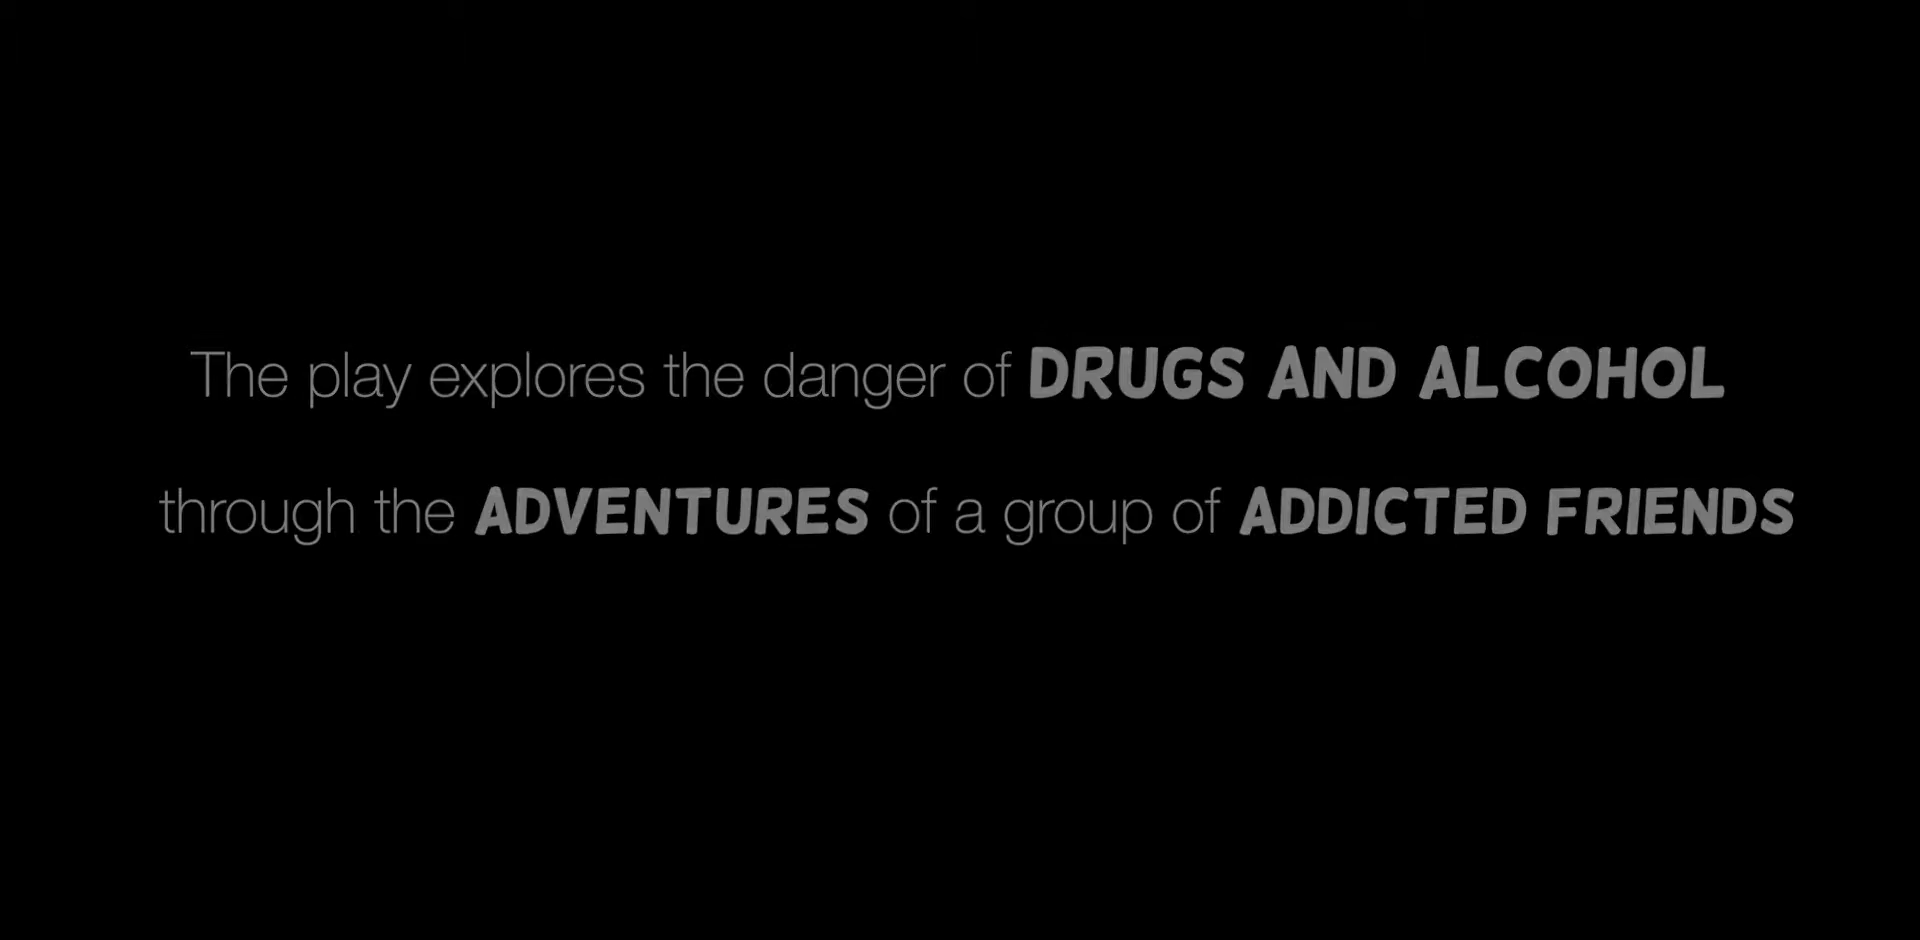 The play explores the danger of DRUGS AND ALCOHOL
through the ADVENTURES of a group of ADDICTED FRIENDS